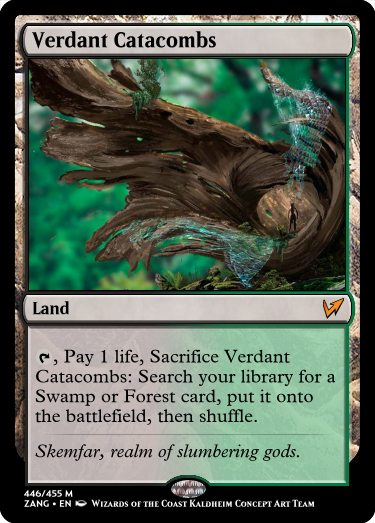 Verdant Catacombs
Land
, Pay 1 life, Sacrifice Verdant
Catacombs: Search your library for a
Swamp or Forest card, put it onto
the battlefield, then shuffle.
Skemfar, realm of slumbering gods.
446/455 M
ZANG • EN Wizards of the Coast Kaldheim Concept Art Team